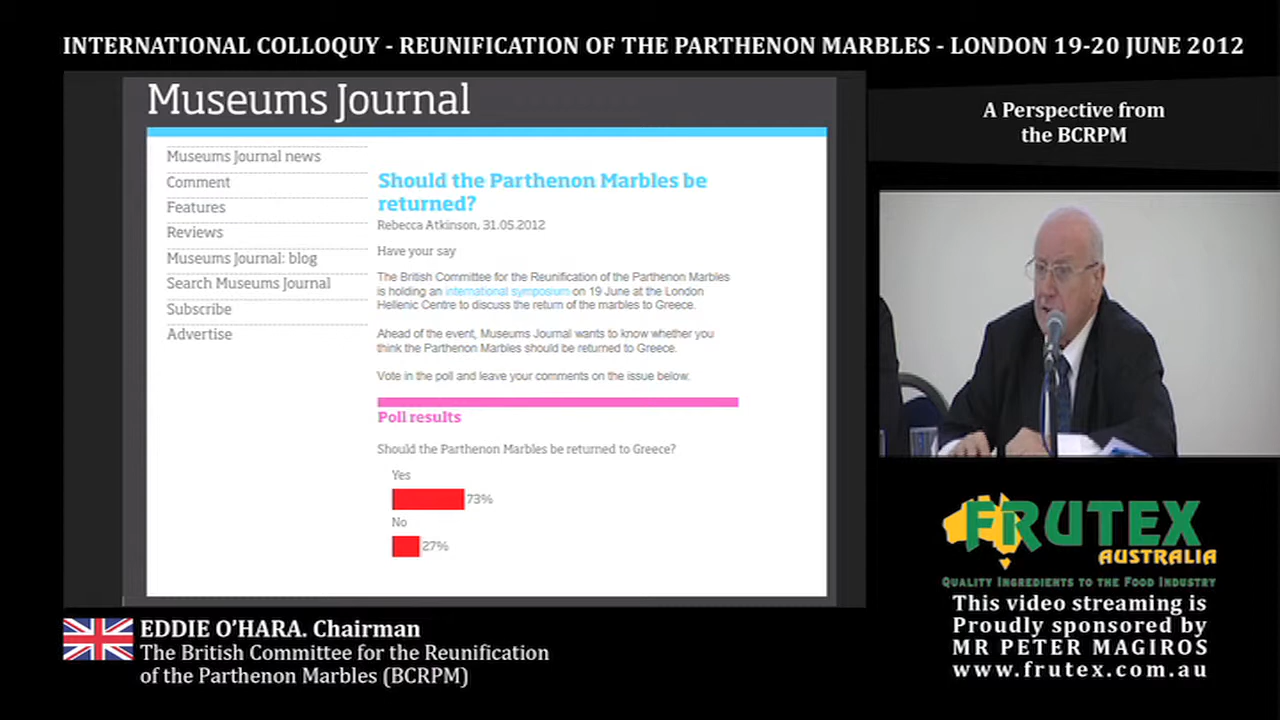 INTERNATIONAL COLLOQUY - REUNIFICATION OF THE PARTHENON MARBLES - LONDON 19-20 JUNE 2012
Museums Journal
Museums Journal news
Comment
Features
Reviews
Museums Journal: blog
Search Museums Journal
Subscribe
Advertise
Should the Parthenon Marbles be
returned?
Rebecca Atkinson, 31.05.2012
Have your say
The British Committee for the Reunification of the Parthenon Marbles
is holding an international symposium on 19 June at the London
Hellenic Centre to discuss the return of the marbles to Greece.
Ahead of the event, Museums Journal wants to know whether you
think the Parthenon Marbles should be returned to Greece.
Vote in the poll and leave your comments on the issue below.
Poll results
Should the Parthenon Marbles be returned to Greece?
Yes
73%
No
27%
A Perspective from
the BCRPM
FRUTEX
AUSTRALIA
QUALITY INGREDIENTS TO THE FOOD INDUSTRY
This video streaming is
Proudly sponsored by
MR PETER MAGIROS
www.frutex.com.au
EDDIE O'HARA. Chairman
The British Committee for the Reunification
of the Parthenon Marbles (BCRPM)